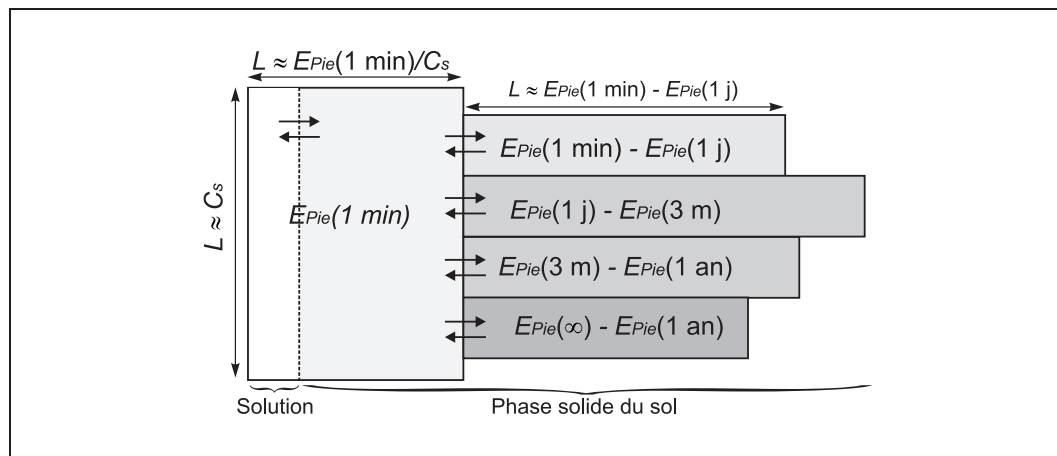 L ≈ EPie(1 min)/Cs
L ≈ EPie(1 min) - EPie(1 j)
L ≈ Cs
EPie(1 min)
EPie(1 min) - EPie(1 j)
EPie(1 j) - EPie(3 m)
EPie(3 m) - EPie(1 an)
EPie(∞) - EPie(1 an)
Solution
Phase solide du sol